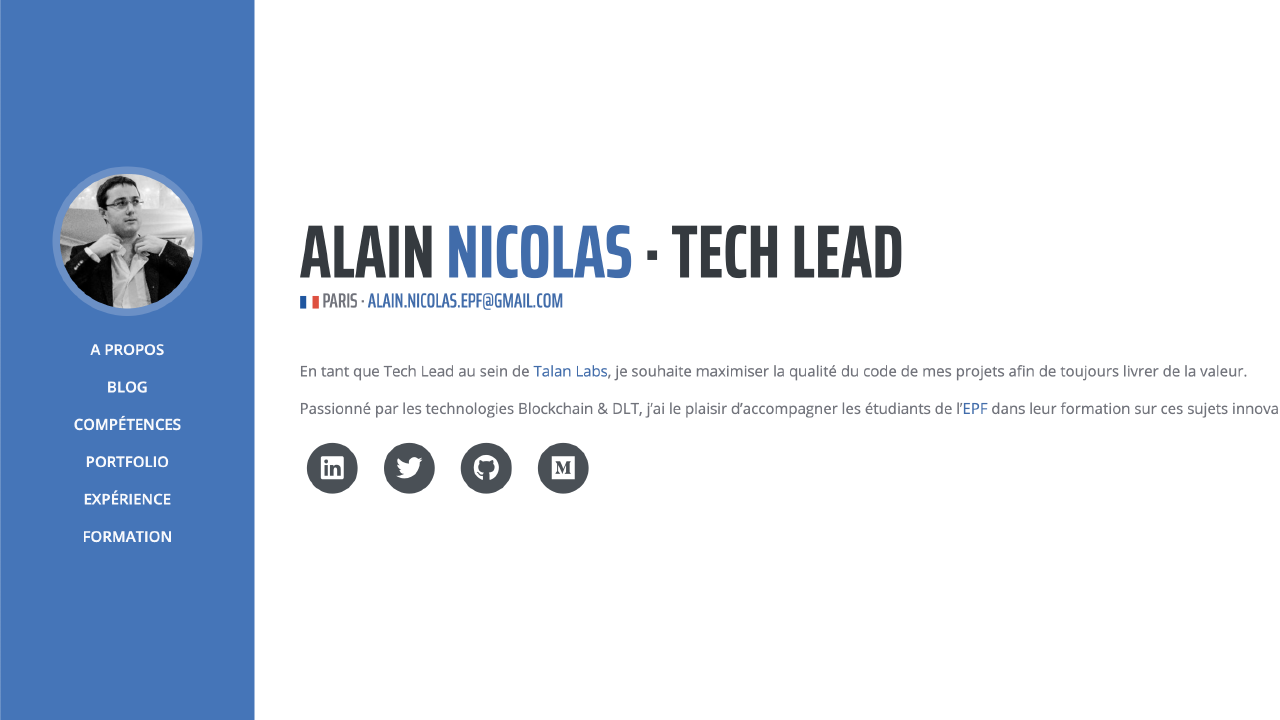 A PROPOS
BLOG
COMPÉTENCES
PORTFOLIO
EXPÉRIENCE
FORMATION
ALAIN NICOLAS · TECH LEAD
PARIS · ALAIN.NICOLAS.EPF@GMAIL.COM
En tant que Tech Lead au sein de Talan Labs, je souhaite maximiser la qualité du code de mes projets afin de toujours livrer de la valeur.
Passionné par les technologies Blockchain & DLT, j’ai le plaisir d’accompagner les étudiants de l’EPF dans leur formation sur ces sujets innova